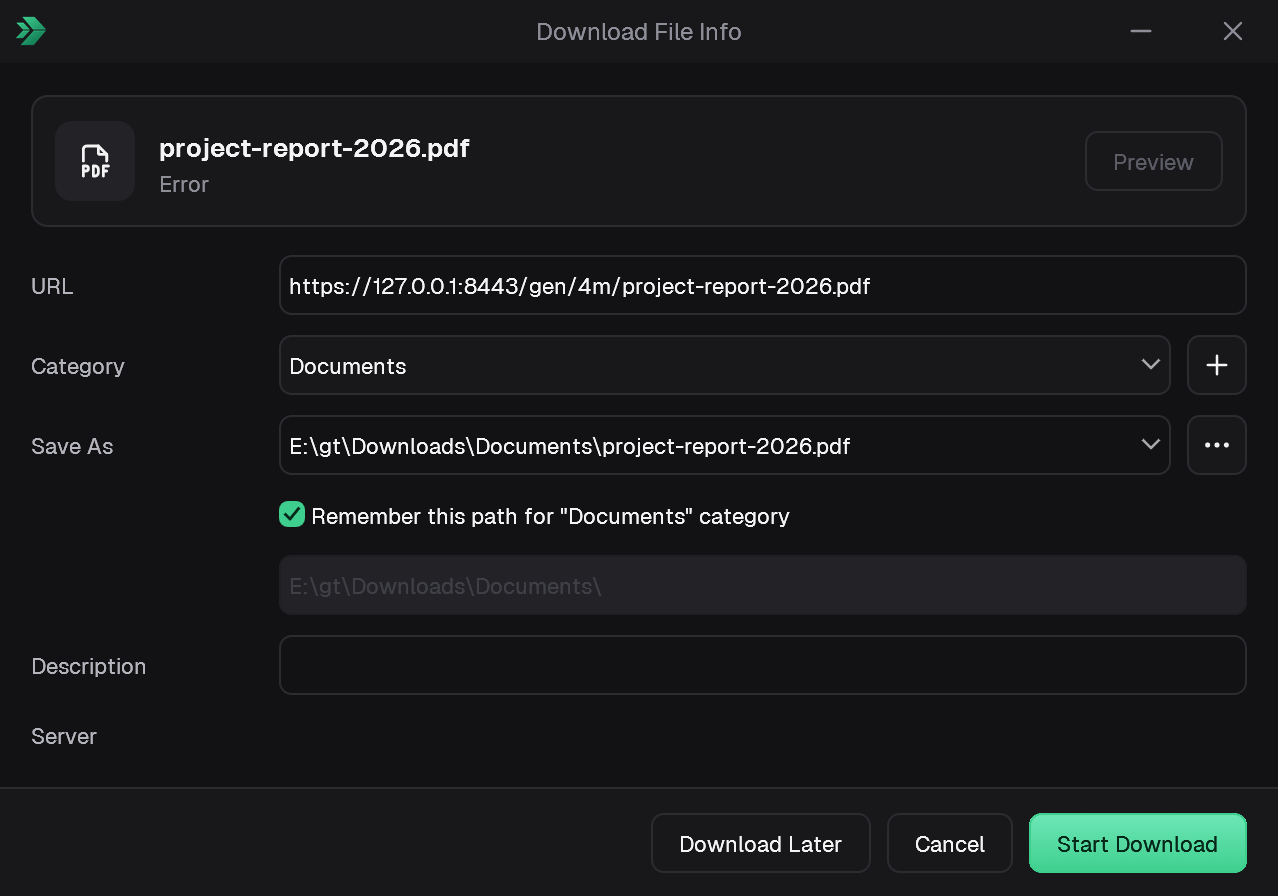 Download File Info
PDF
project-report-2026.pdf
Error
Preview
URL
https://127.0.0.1:8443/gen/4m/project-report-2026.pdf
Category
Documents
Save As
E:\gt\Downloads\Documents\project-report-2026.pdf
Remember this path for "Documents" category
E:\gt\Downloads\Documents\
Description
Server
Download Later
Cancel
Start Download